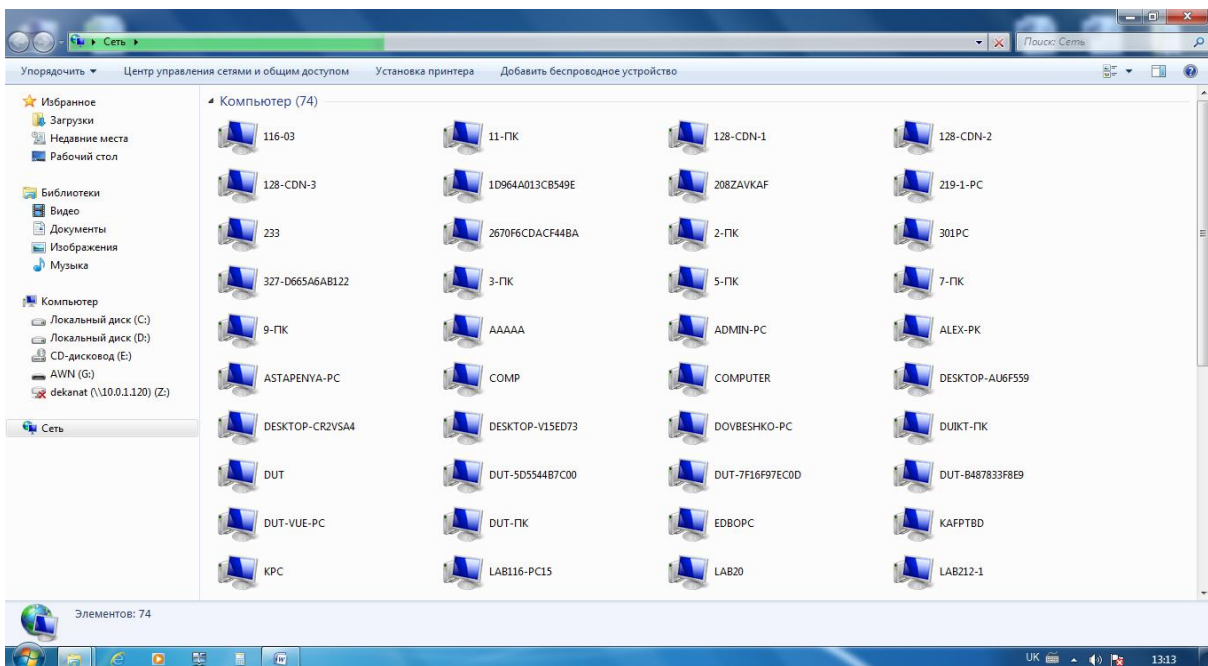 Сеть
Поиск: Сеть
Упорядочить Центр управления сетями и общим доступом Установка принтера Добавить беспроводное устройство
Избранное
Загрузки
Недавние места
Рабочий стол
Библиотеки
Видео
Документы
Изображения
Музыка
Компьютер
Локальный диск (C:)
Локальный диск (D:)
CD-дисковод (E:)
AWN (G:)
dekanat (\\10.0.1.120) (Z:)
Сеть
Компьютер (74)
116-03 11-ПК 128-CDN-1 128-CDN-2
128-CDN-3 1D964A013CB549E 208ZAVKAF 219-1-PC
233 2670F6CDACF44BA 2-ПК 301PC
327-D665A6AB122 3-ПК 5-ПК 7-ПК
9-ПК AAAAA ADMIN-PC ALEX-PK
ASTAPENYA-PC COMP COMPUTER DESKTOP-AU6F559
DESKTOP-CR2VSA4 DESKTOP-V15ED73 DOVBESHKO-PC DUIKT-ПК
DUT DUT-5D5544B7C00 DUT-7F16F97EC0D DUT-B487833F8E9
DUT-VUE-PC DUT-ПК EDBOPC KAFPTBD
KPC LAB116-PC15 LAB20 LAB212-1
Элементов: 74
UK 13:13